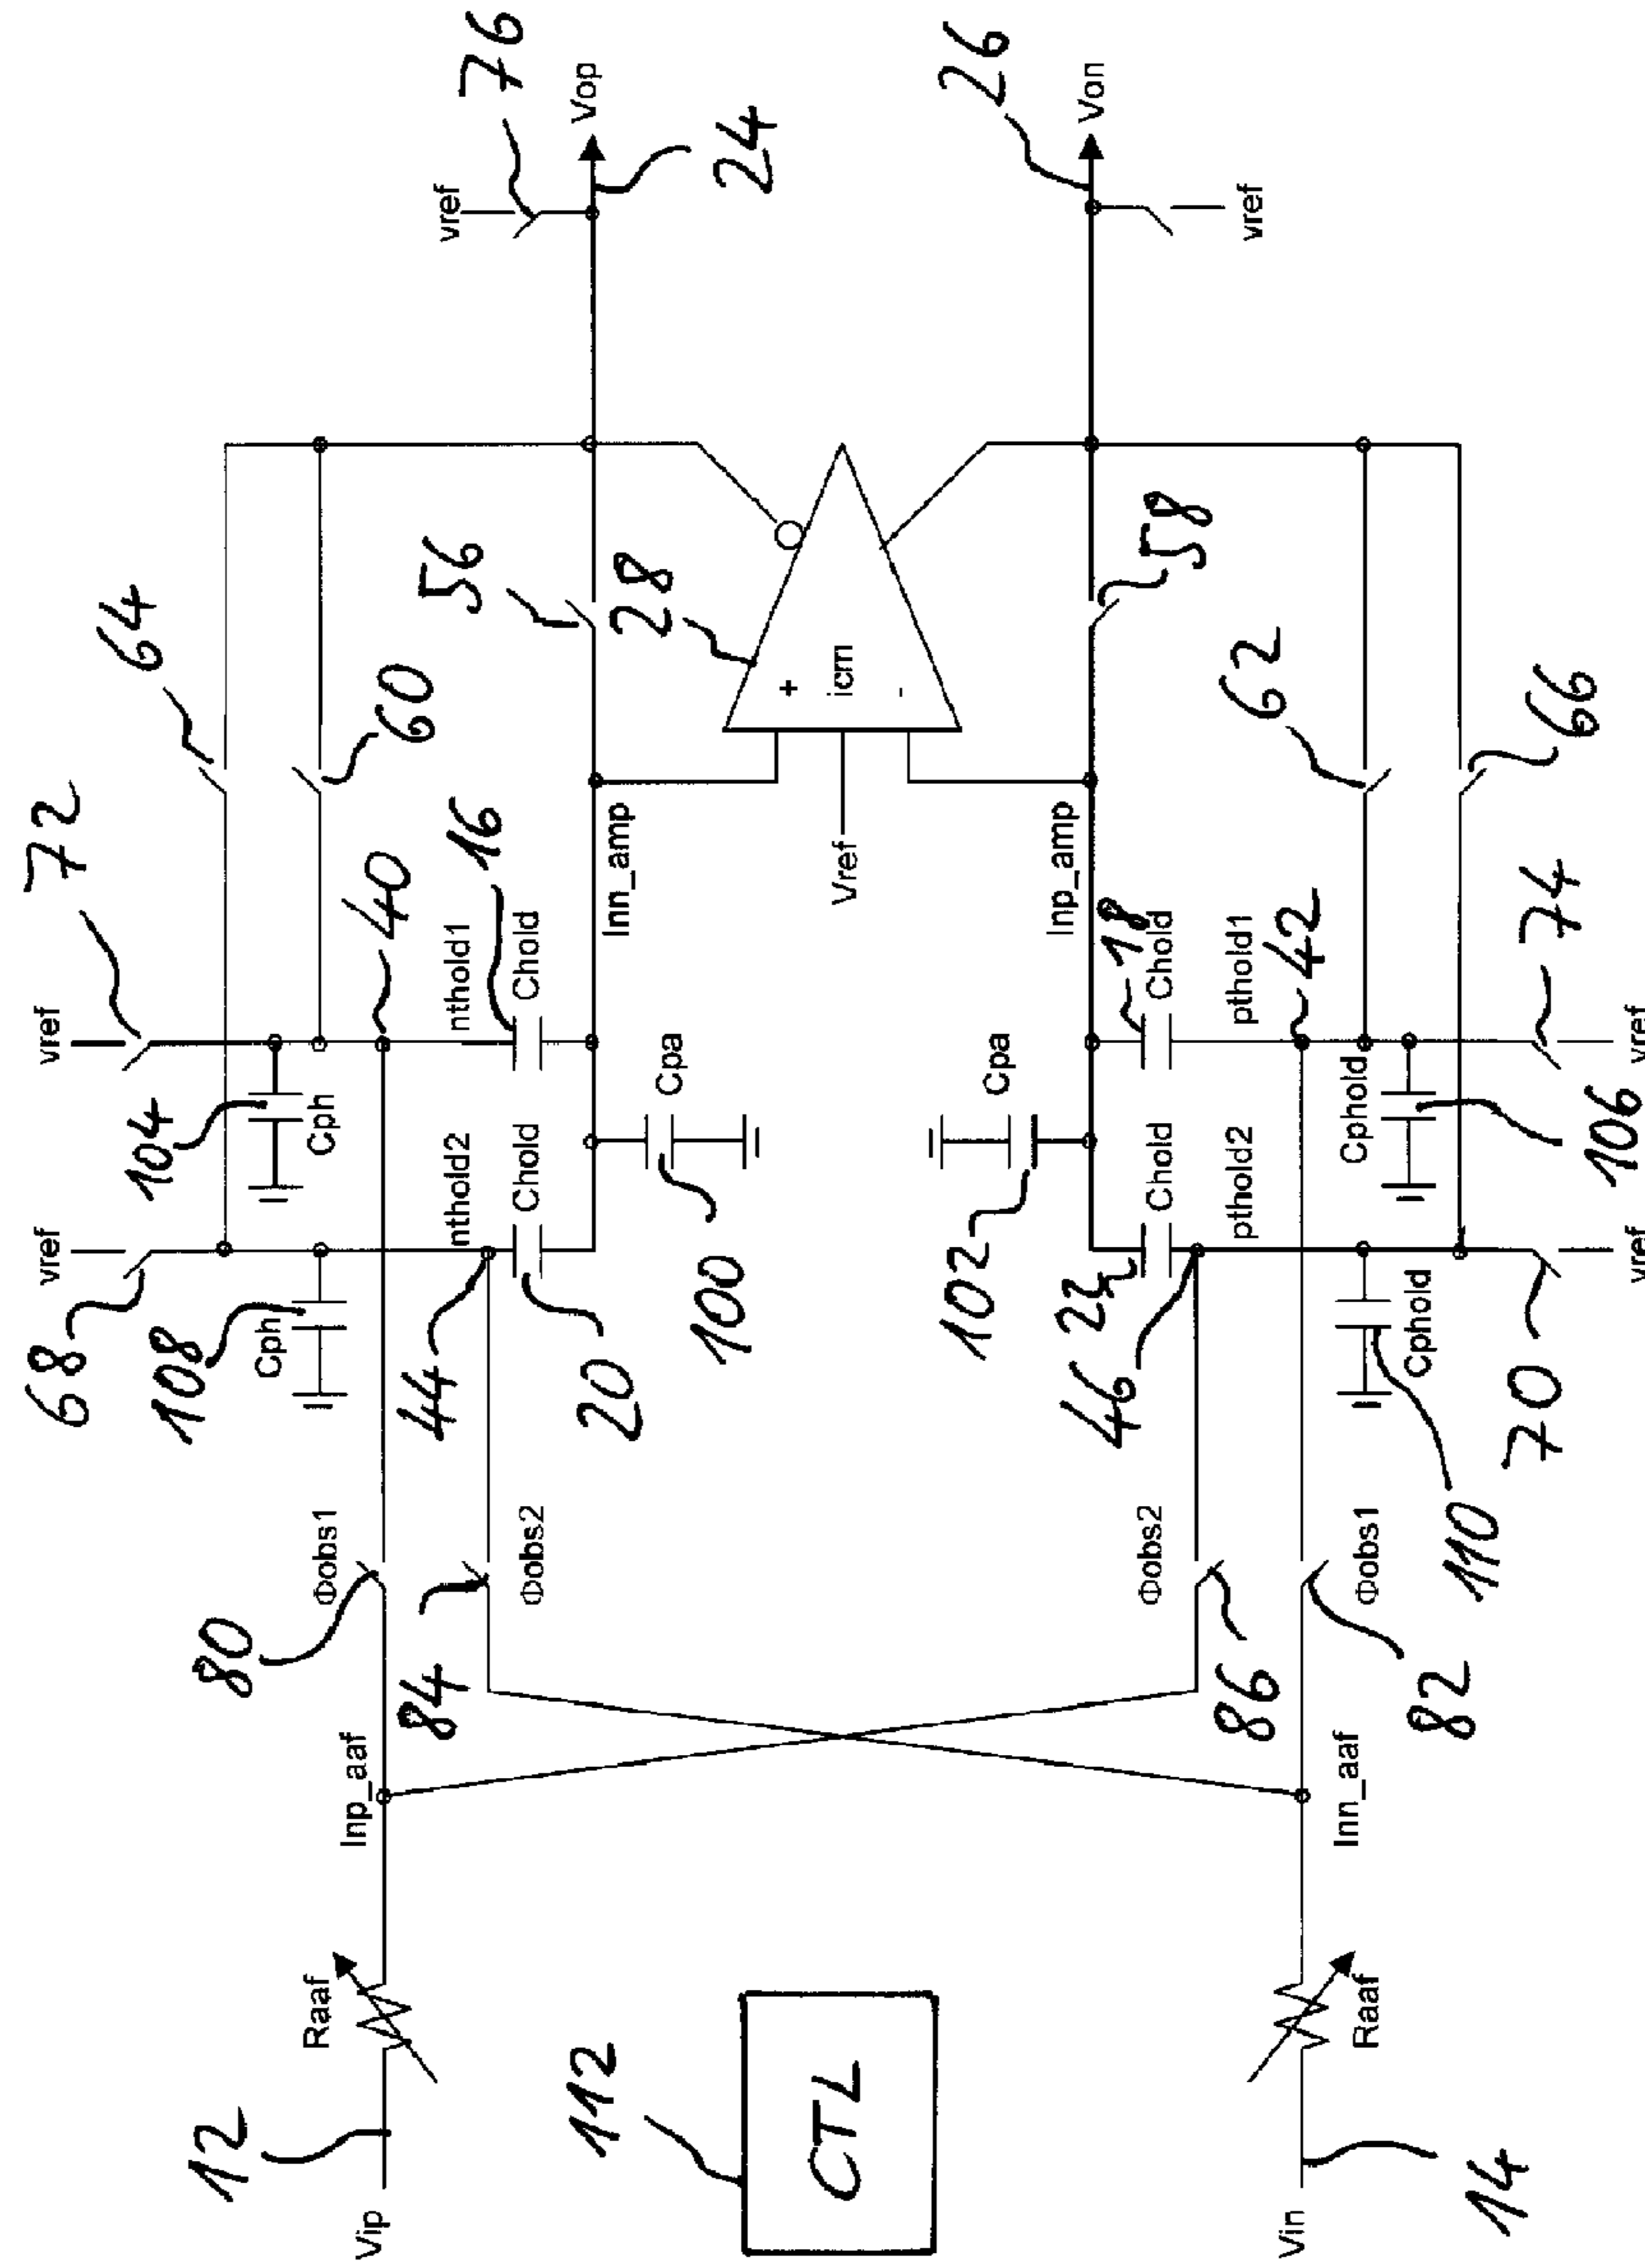 76
Vop
vref
24
26
Von
vref
64
56
28
58
+
icm
-
60
62
66
72
40
16
nthold1
Chold
Inn_amp
Vref
Inp_amp
18
Chold
pthold1
42
74
vref
104
Cph
nthold2
Chold
Cpa
Cpa
Chold
pthold2
Cphold
106
vref
vref
68
108
Cph
44
20
100
102
22
46
Cphold
110
70
vref
Φobs1
80
84
Φobs2
Φobs2
86
Φobs1
82
Inp_aaf
Inn_aaf
Raaf
Raaf
12
Vip
112
CTL
Vin
14